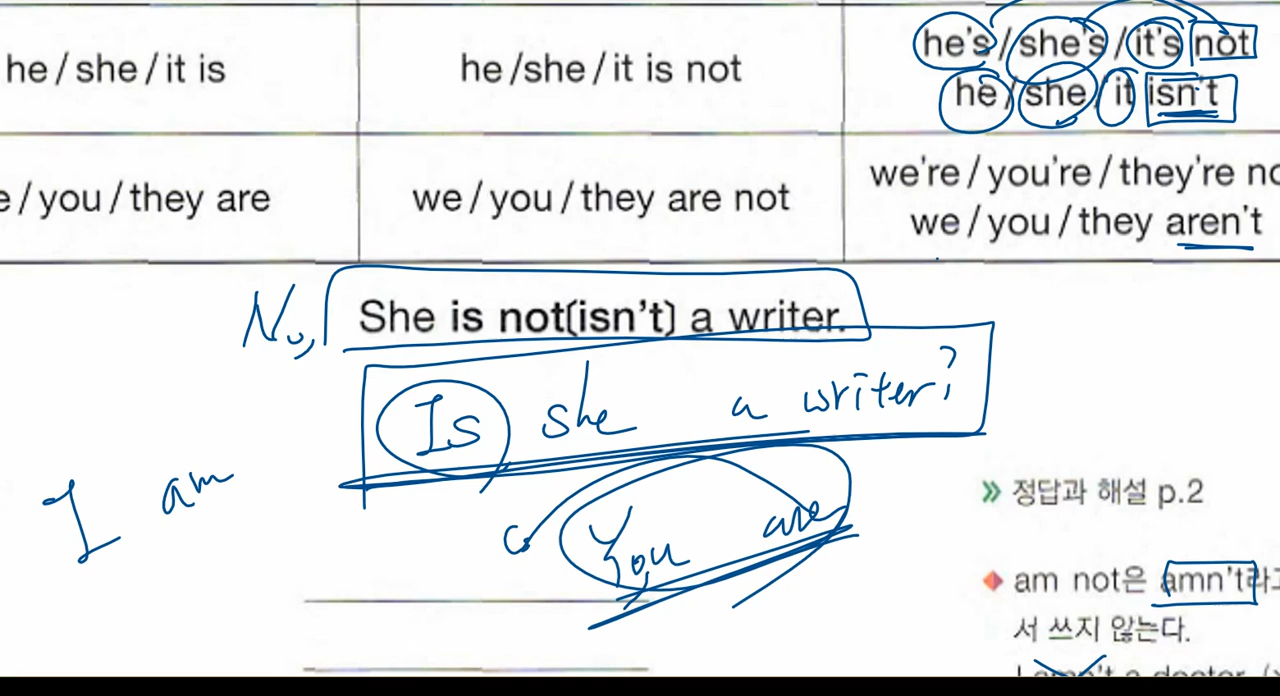 he / she / it is
he /she / it is not
he's / she's / it's not
he / she / it isn't
/ you / they are
we / you / they are not
we're / you're / they're
we / you / they aren't
No,
She is not(isn't) a writer.
Is she a writer?
I am
You are
» 정답과 해설 p.2
am not은 amn't라고
서 쓰지 않는다.